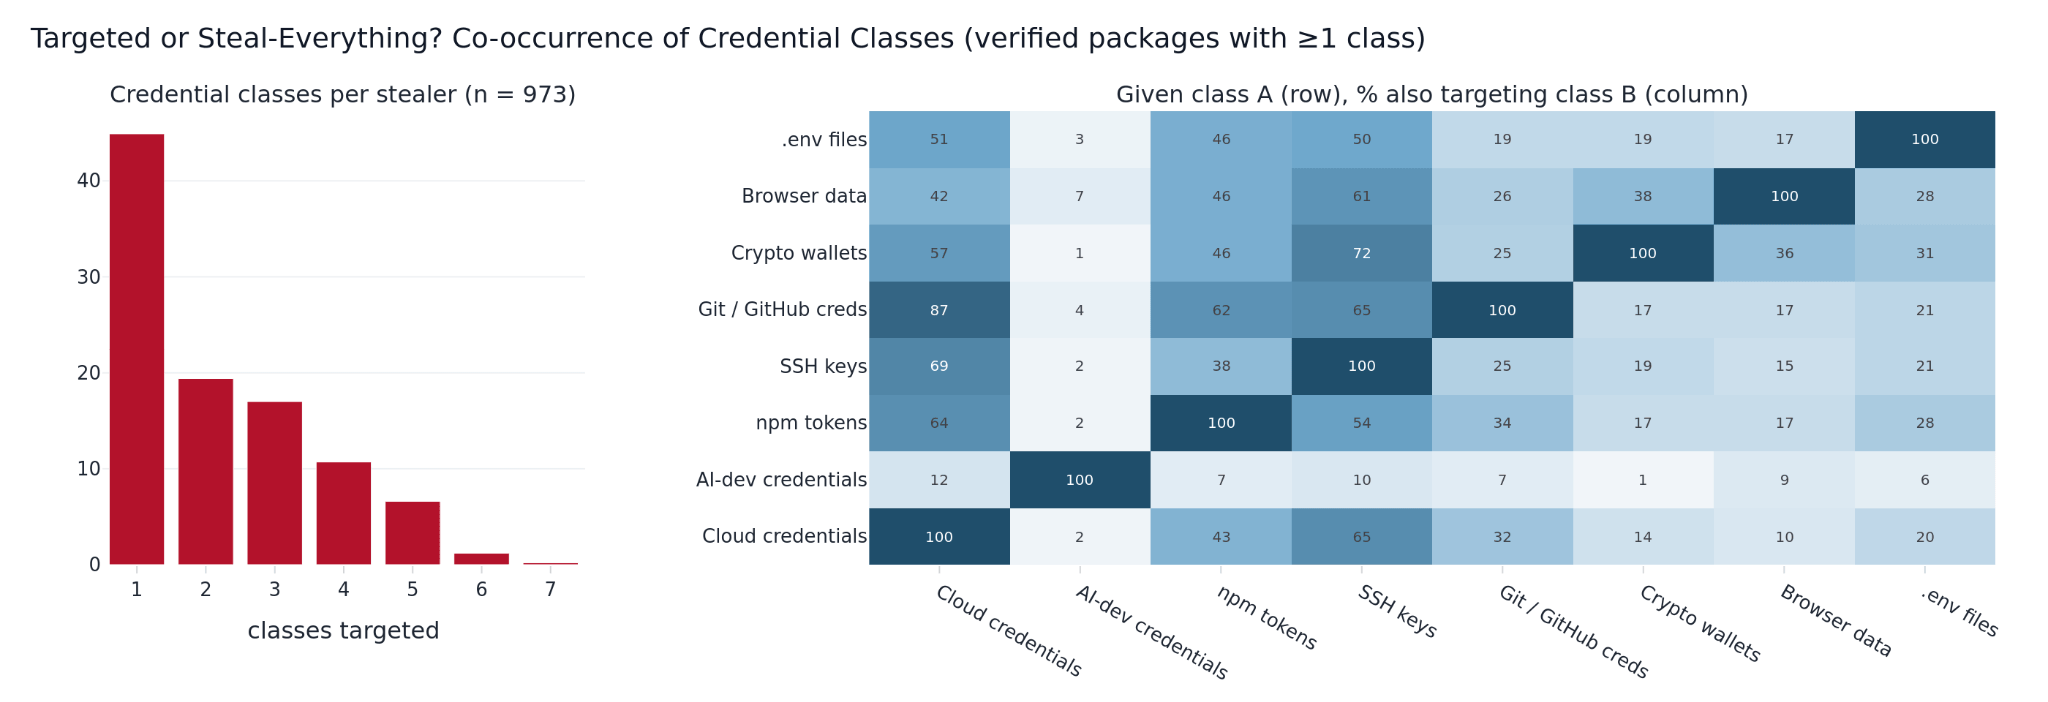 Targeted or Steal-Everything? Co-occurrence of Credential Classes (verified packages with ≥1 class)
Credential classes per stealer (n = 973)
40
30
20
10
0
1 2 3 4 5 6 7
classes targeted
Given class A (row), % also targeting class B (column)
.env files 51 3 46 50 19 19 17 100
Browser data 42 7 46 61 26 38 100 28
Crypto wallets 57 1 46 72 25 100 36 31
Git / GitHub creds 87 4 62 65 100 17 17 21
SSH keys 69 2 38 100 25 19 15 21
npm tokens 64 2 100 54 34 17 17 28
AI-dev credentials 12 100 7 10 7 1 9 6
Cloud credentials 100 2 43 65 32 14 10 20
Cloud credentials
AI-dev credentials
npm tokens
SSH keys
Git / GitHub creds
Crypto wallets
Browser data
.env files